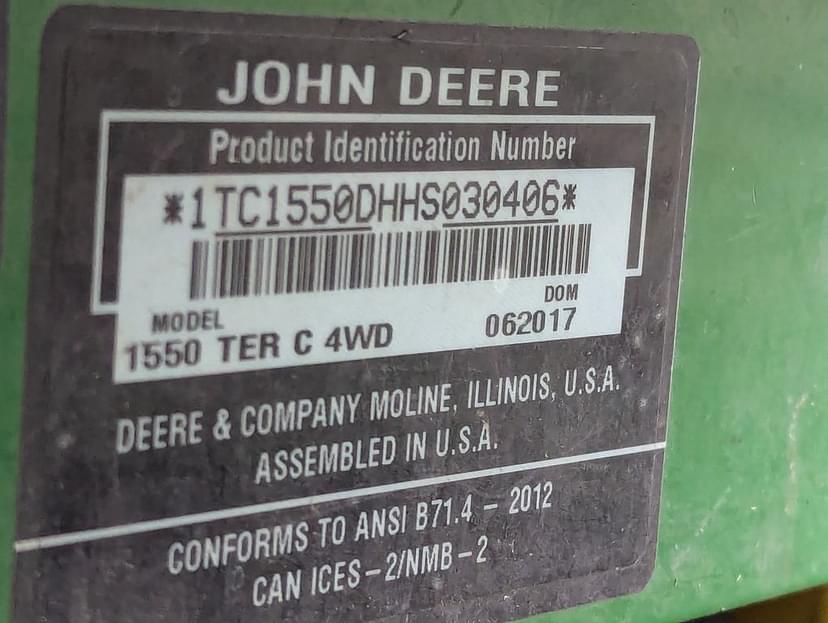 JOHN DEERE
Product Identification Number
*1TC1550DHHS030406*
MODEL
DOM
1550 TER C 4WD
062017
DEERE & COMPANY MOLINE, ILLINOIS, U.S.A.
ASSEMBLED IN U.S.A.
CONFORMS TO ANSI B71.4 – 2012
CAN ICES – 2/NMB – 2